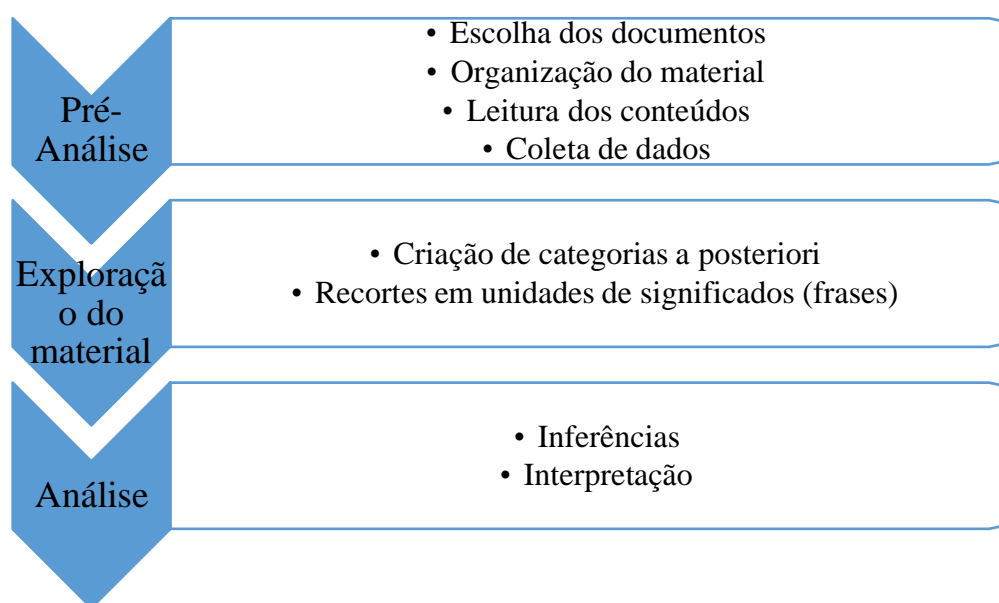 Pré-
Análise
• Escolha dos documentos
• Organização do material
• Leitura dos conteúdos
• Coleta de dados
Exploraçã
o do
material
• Criação de categorias a posteriori
• Recortes em unidades de significados (frases)
Análise
• Inferências
• Interpretação